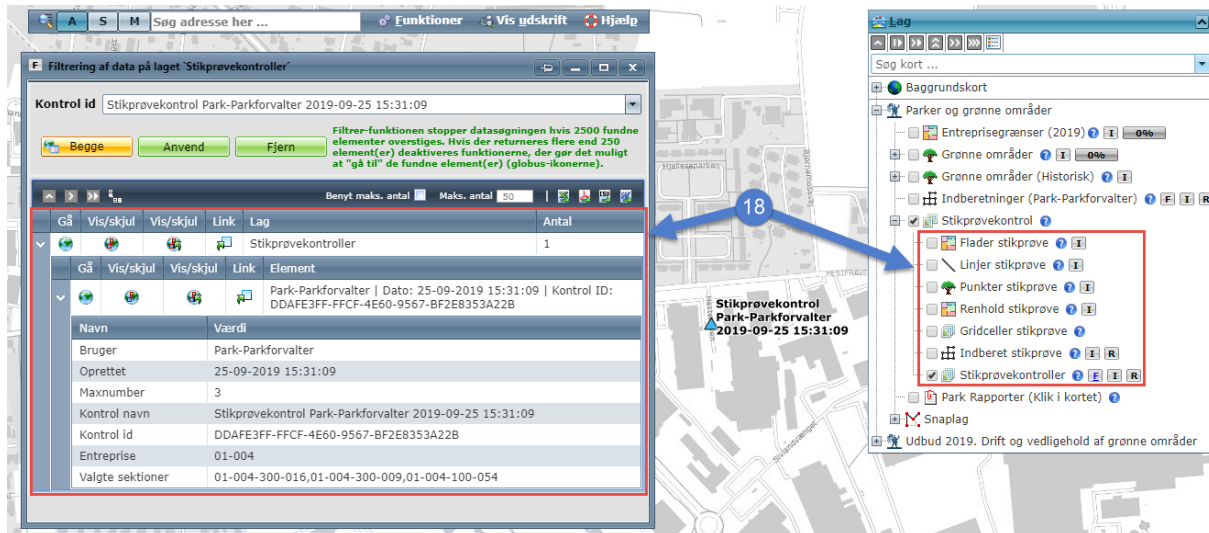 A S M Søg adresse her ... Funktioner Vis udskrift Hjælp
F Filtrering af data på laget `Stikprøvekontroller´
Kontrol id Stikprøvekontrol Park-Parkforvalter 2019-09-25 15:31:09
Begge Anvend Fjern
Filtrer-funktionen stopper datasøgningen hvis 2500 fundne
elementer overstiges. Hvis der returneres flere end 250
element(er) deaktiveres funktionerne, der gør det muligt
at "gå til" de fundne element(er) (globus-ikonerne).
Benyt maks. antal Maks. antal 50
Gå Vis/skjul Vis/skjul Link Lag Antal
Stikprøvekontroller 1
Gå Vis/skjul Vis/skjul Link Element
Park-Parkforvalter | Dato: 25-09-2019 15:31:09 | Kontrol ID:
DDAFE3FF-FFCF-4E60-9567-BF2E8353A22B
Navn Værdi
Bruger Park-Parkforvalter
Oprettet 25-09-2019 15:31:09
Maxnumber 3
Kontrol navn Stikprøvekontrol Park-Parkforvalter 2019-09-25 15:31:09
Kontrol id DDAFE3FF-FFCF-4E60-9567-BF2E8353A22B
Entreprise 01-004
Valgte sektioner 01-004-300-016,01-004-300-009,01-004-100-054
Hjalleseparken
18
Stikprøvekontrol
Park-Parkforvalter
2019-09-25 15:31:09
Lag
Søg kort ...
Baggrundskort
Parker og grønne områder
Entreprisegrænser (2019) ? I 0%
Grønne områder ? I 0%
Grønne områder (Historisk) ? I
Indberetninger (Park-Parkforvalter) ? F I R
Stikprøvekontrol ?
Flader stikprøve ? I
Linjer stikprøve ? I
Punkter stikprøve ? I
Renhold stikprøve ? I
Gridceller stikprøve ?
Indberet stikprøve ? I R
Stikprøvekontroller ? F I R
Park Rapporter (Klik i kortet) ?
Snaplag
Udbud 2019. Drift og vedligehold af grønne områder